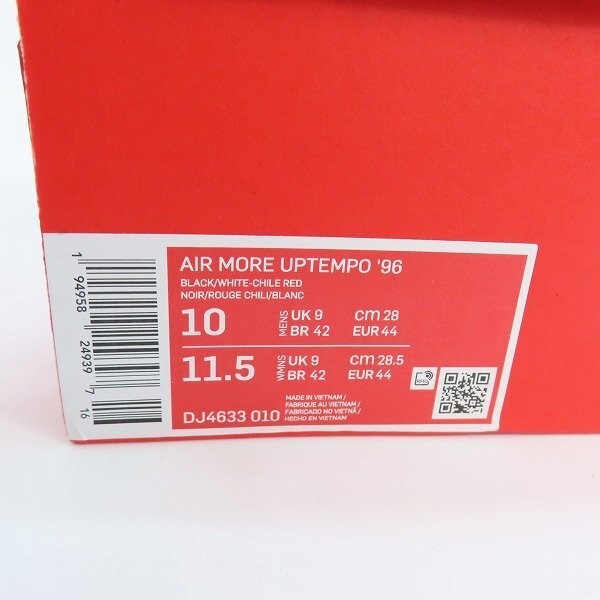 AIR MORE UPTEMPO '96
BLACK/WHITE-CHILE RED
NOIR/ROUGE CHILI/BLANC
10 MENS UK 9 CM 28
BR 42 EUR 44
11.5 WMNS UK 9 CM 28.5
BR 42 EUR 44
DJ4633 010
MADE IN VIETNAM /
FABRIQUE AU VIETNAM /
FABRICADO NO VIETNÃ /
HECHO EN VIETNAM
1 94958 24939 7
16